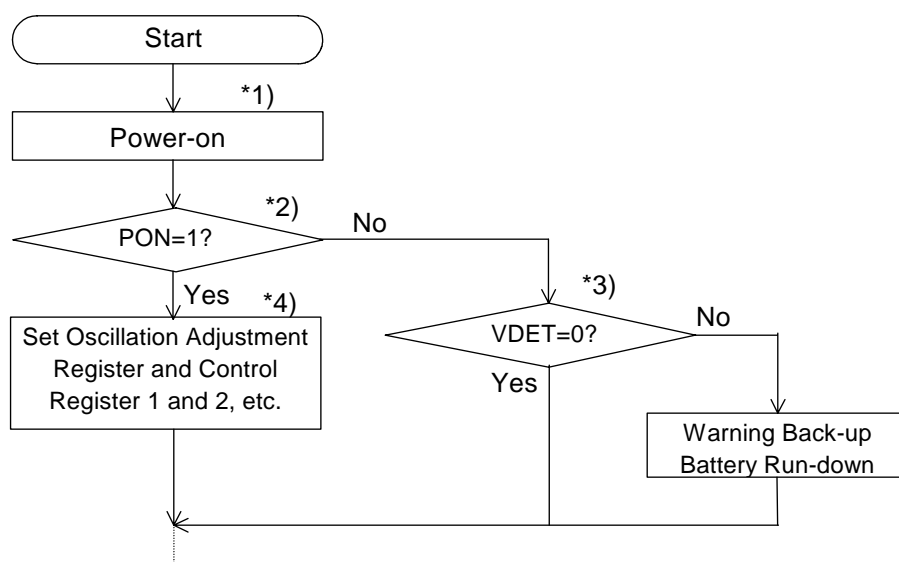 Start
*1)
Power-on
*2)
No
PON=1?
Yes
*4)
*3)
Set Oscillation Adjustment
Register and Control
Register 1 and 2, etc.
VDET=0?
No
Yes
Warning Back-up
Battery Run-down